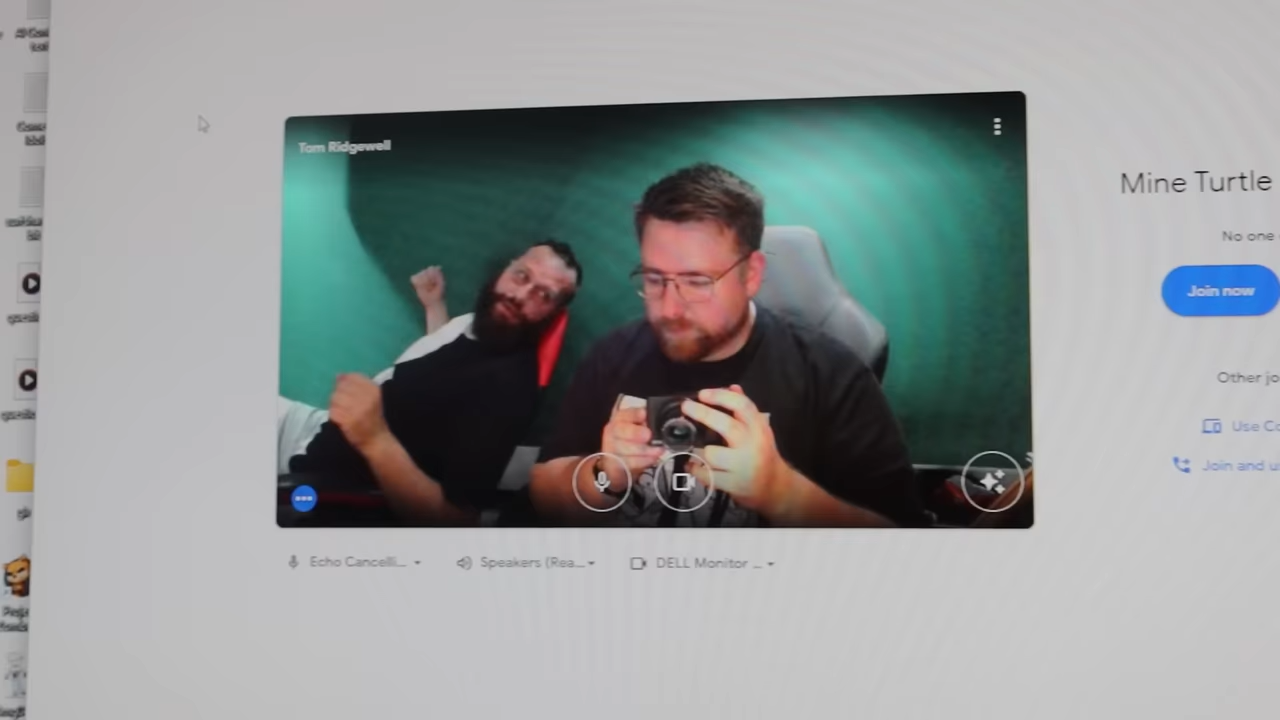 Tom Ridgewell
Mine Turtle
No one
Join now
Other jo
Use Co
Join and u
Echo Cancelli...
Speakers (Rea...
DELL Monitor ...